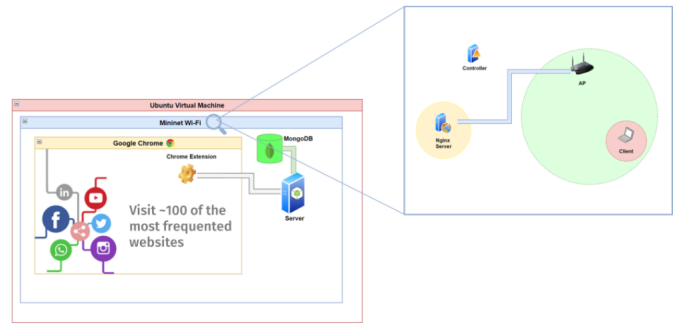 Ubuntu Virtual Machine
Mininet Wi-Fi
Google Chrome
MongoDB
Chrome Extension
Visit ~100 of the
most frequented
websites
Server
Controller
AP
Nginx
Server
Client